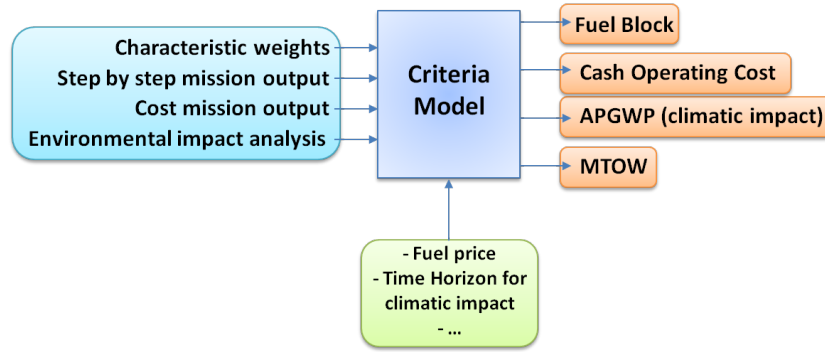 Characteristic weights
Step by step mission output
Cost mission output
Environmental impact analysis
Criteria
Model
Fuel Block
Cash Operating Cost
APGWP (climatic impact)
MTOW
- Fuel price
- Time Horizon for
climatic impact
- ...